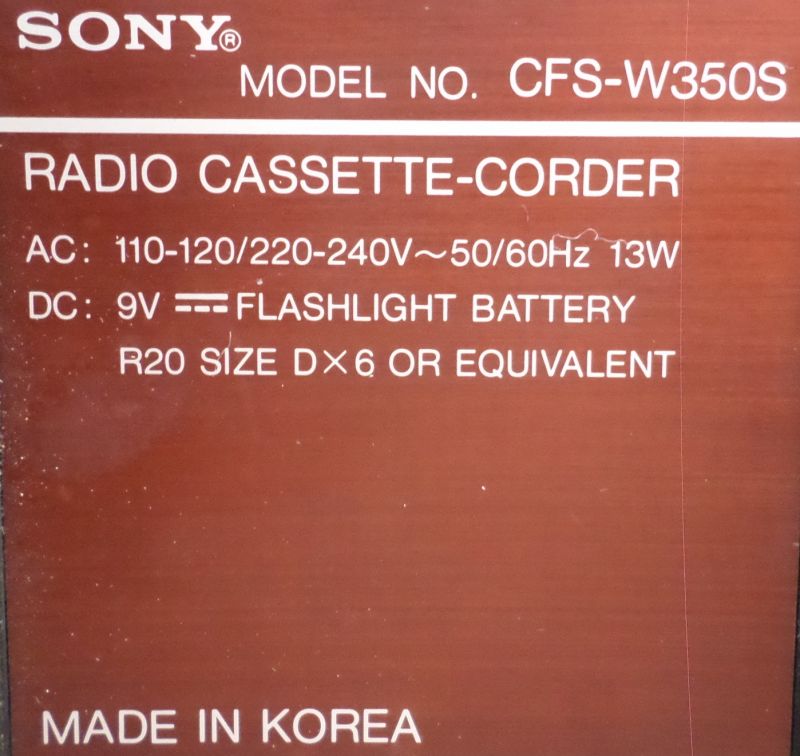 SONY®
MODEL NO. CFS-W350S
RADIO CASSETTE-CORDER
AC: 110-120/220-240V~50/60Hz 13W
DC: 9V ⎓ FLASHLIGHT BATTERY
R20 SIZE D×6 OR EQUIVALENT
MADE IN KOREA